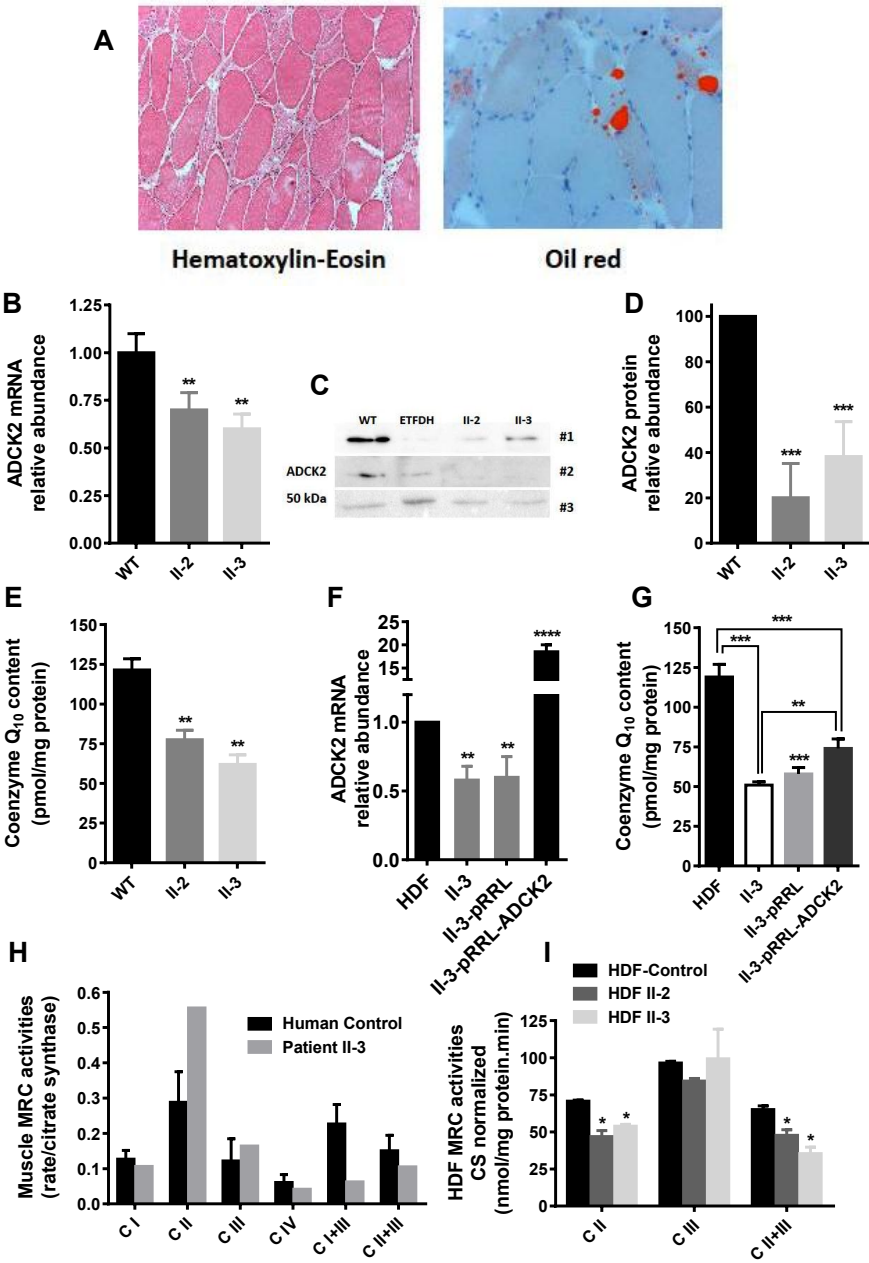 A
Hematoxylin-Eosin
Oil red
B
ADCK2 mRNA
relative abundance
1.25
1.00
0.75
0.50
0.25
0.00
**
**
WT
II-2
II-3
C
WT
ETFDH
II-2
II-3
ADCK2
50 kDa
#1
#2
#3
D
ADCK2 protein
relative abundance
100
80
60
40
20
0
***
***
WT
II-2
II-3
E
Coenzyme Q10 content
(pmol/mg protein)
150
125
100
75
50
25
0
**
**
WT
II-2
II-3
F
ADCK2 mRNA
relative abundance
25
20
15
1.0
0.5
0.0
**
**
****
HDF
II-3
II-3-pRRL
II-3-pRRL-ADCK2
G
Coenzyme Q10 content
(pmol/mg protein)
150
125
100
75
50
25
0
***
***
**
***
HDF
II-3
II-3-pRRL
II-3-pRRL-ADCK2
H
Muscle MRC activities
(rate/citrate synthase)
0.6
0.5
0.4
0.3
0.2
0.1
0.0
Human Control
Patient II-3
C I
C II
C III
C IV
C I+III
C II+III
I
HDF-Control
HDF II-2
HDF II-3
HDF MRC activities
CS normalized
(nmol/mg protein.min)
125
100
75
50
25
0
*
*
*
*
C II
C III
C II+III